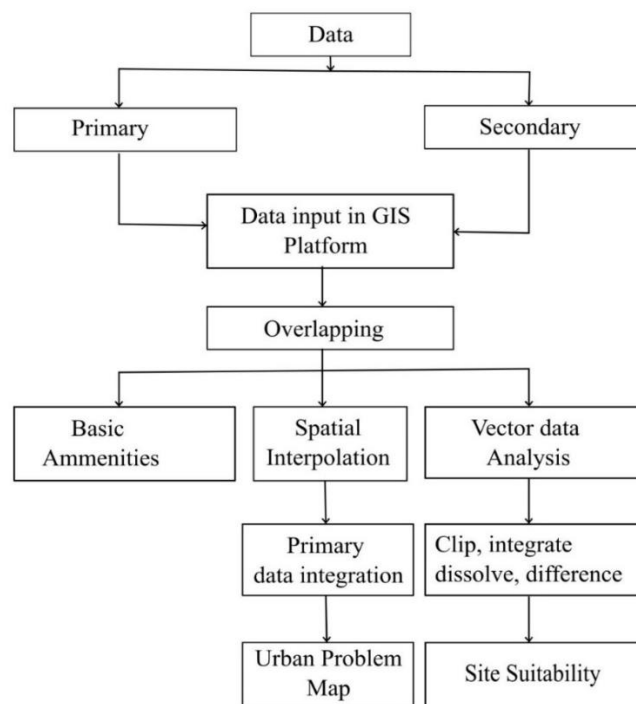 Data
Primary
Secondary
Data input in GIS
Platform
Overlapping
Basic
Ammenities
Spatial
Interpolation
Vector data
Analysis
Primary
data integration
Clip, integrate
dissolve, difference
Urban Problem
Map
Site Suitability